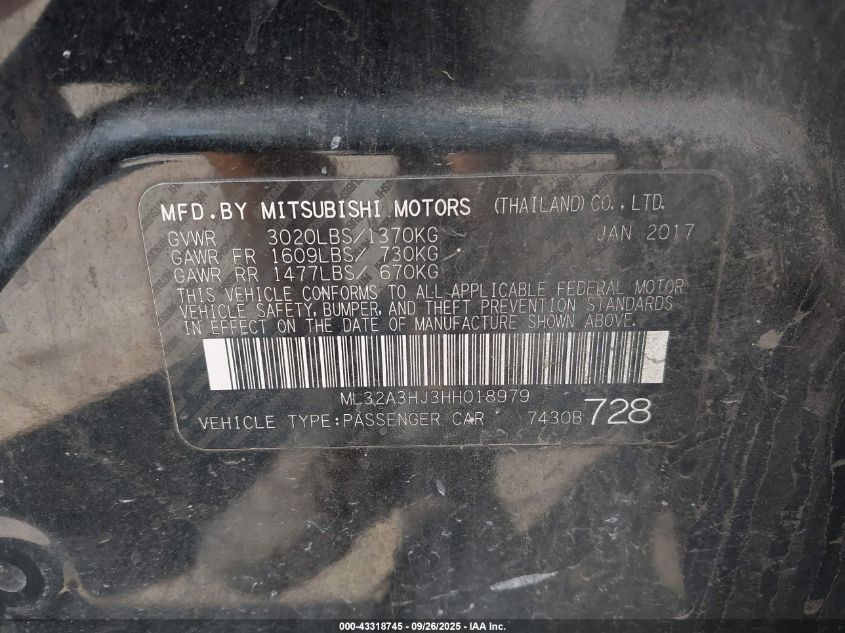 MFD.BY MITSUBISHI MOTORS (THAILAND) CO., LTD.
GVWR 3020LBS/1370KG JAN 2017
GAWR FR 1609LBS/ 730KG
GAWR RR 1477LBS/ 670KG
THIS VEHICLE CONFORMS TO ALL APPLICABLE FEDERAL MOTOR
VEHICLE SAFETY, BUMPER, AND THEFT PREVENTION STANDARDS
IN EFFECT ON THE DATE OF MANUFACTURE SHOWN ABOVE.
ML32A3HJ3HH018979
VEHICLE TYPE:PASSENGER CAR 7430B 728
000-43318745 - 09/26/2025 - IAA Inc.